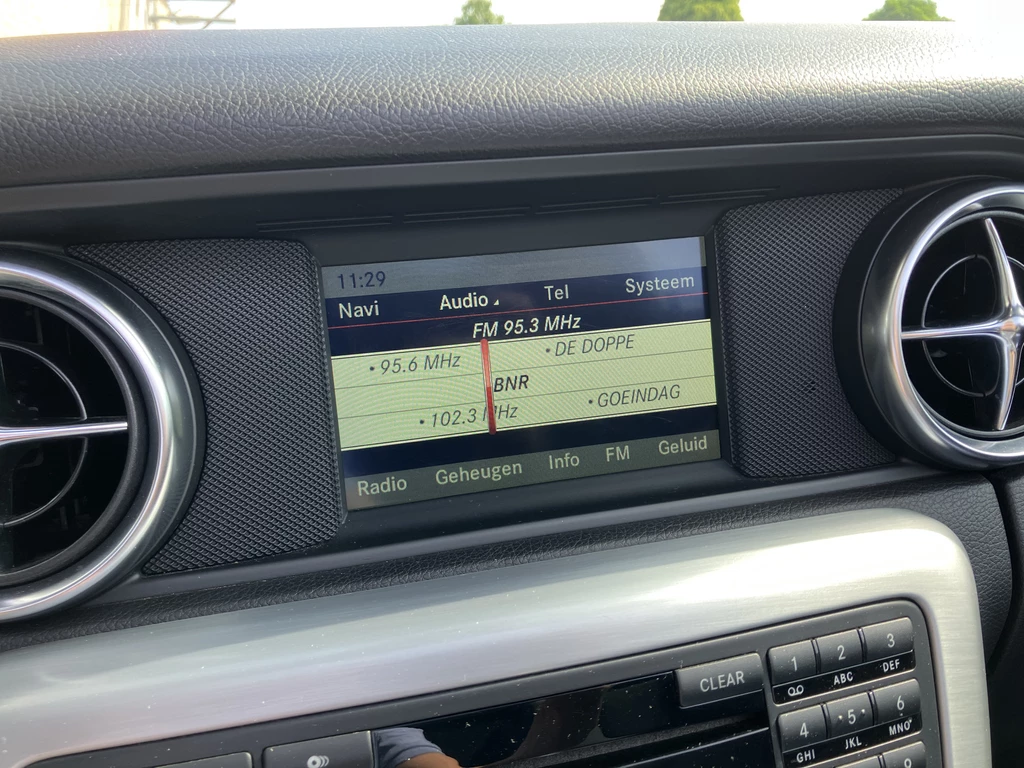 11:29
Navi Audio Tel Systeem
FM 95.3 MHz
• 95.6 MHz • DE DOPPE
BNR
• 102.3 MHz • GOEINDAG
Radio Geheugen Info FM Geluid
CLEAR 1 2 3
ABC DEF
4 5 6
GHI JKL MNO